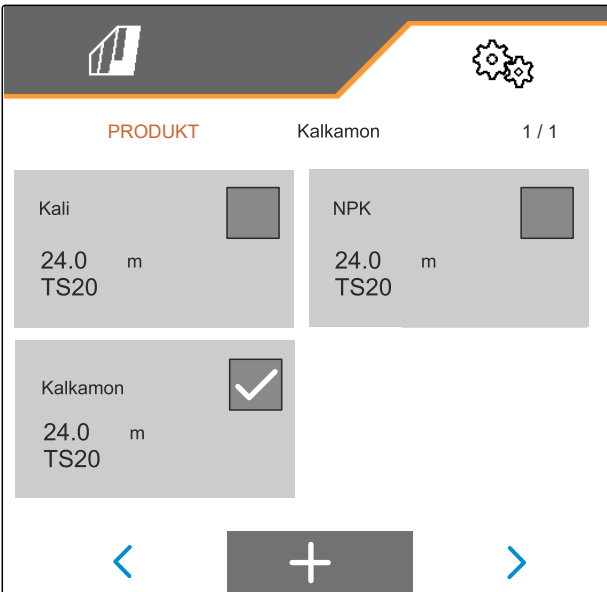 PRODUKT Kalkamon 1 / 1
Kali
24.0 m
TS20
NPK
24.0 m
TS20
Kalkamon
24.0 m
TS20